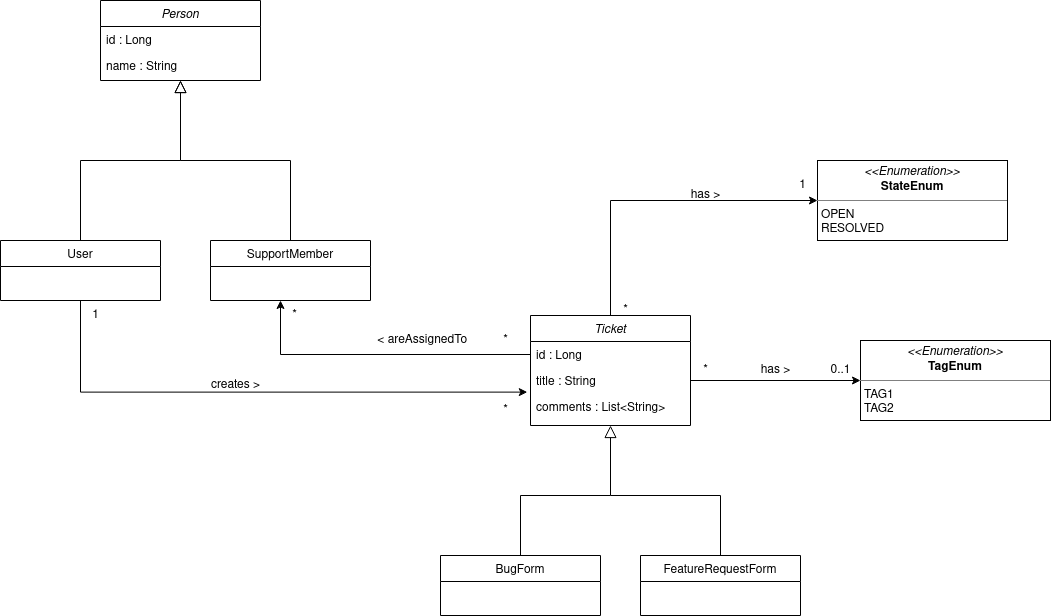 Person
id : Long
name : String
<<Enumeration>>
StateEnum
OPEN
RESOLVED
has >
1
*
User
SupportMember
1
*
< areAssignedTo
*
creates >
*
Ticket
id : Long
title : String
comments : List<String>
*
has >
0..1
<<Enumeration>>
TagEnum
TAG1
TAG2
BugForm
FeatureRequestForm